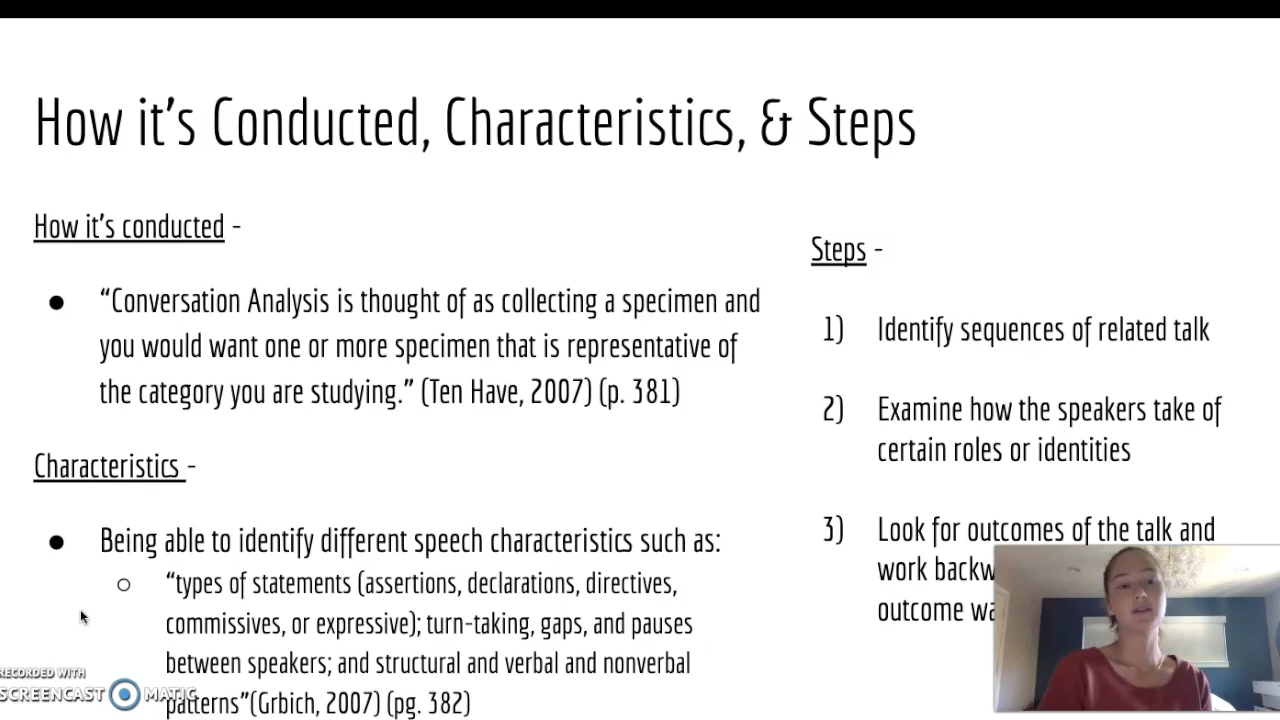 How it's Conducted, Characteristics, & Steps
How it's conducted -
● “Conversation Analysis is thought of as collecting a specimen and
you would want one or more specimen that is representative of
the category you are studying.” (Ten Have, 2007) (p. 381)
Characteristics -
● Being able to identify different speech characteristics such as:
○ “types of statements (assertions, declarations, directives,
commissives, or expressive); turn-taking, gaps, and pauses
between speakers; and structural and verbal and nonverbal
patterns”(Grbich, 2007) (pg. 382)
Steps -
1) Identify sequences of related talk
2) Examine how the speakers take of
certain roles or identities
3) Look for outcomes of the talk and
work
outcome
RECORDED WITH
SCREENCAST MATIC